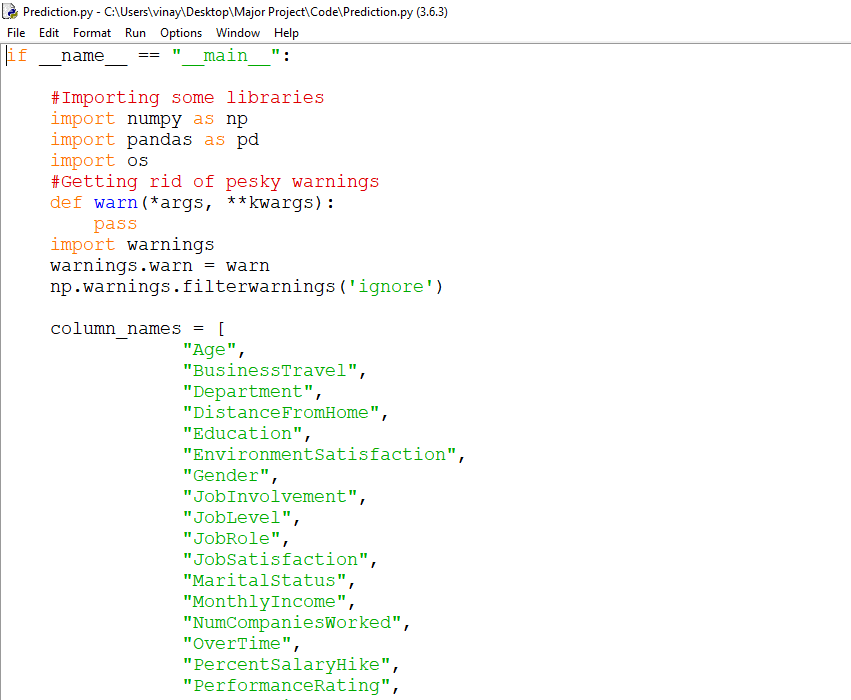 Prediction.py - C:\Users\vinay\Desktop\Major Project\Code\Prediction.py (3.6.3)
File Edit Format Run Options Window Help
if __name__ == "__main__":
    #Importing some libraries
    import numpy as np
    import pandas as pd
    import os
    #Getting rid of pesky warnings
    def warn(*args, **kwargs):
        pass
    import warnings
    warnings.warn = warn
    np.warnings.filterwarnings('ignore')
    column_names = [
                "Age",
                "BusinessTravel",
                "Department",
                "DistanceFromHome",
                "Education",
                "EnvironmentSatisfaction",
                "Gender",
                "JobInvolvement",
                "JobLevel",
                "JobRole",
                "JobSatisfaction",
                "MaritalStatus",
                "MonthlyIncome",
                "NumCompaniesWorked",
                "OverTime",
                "PercentSalaryHike",
                "PerformanceRating",